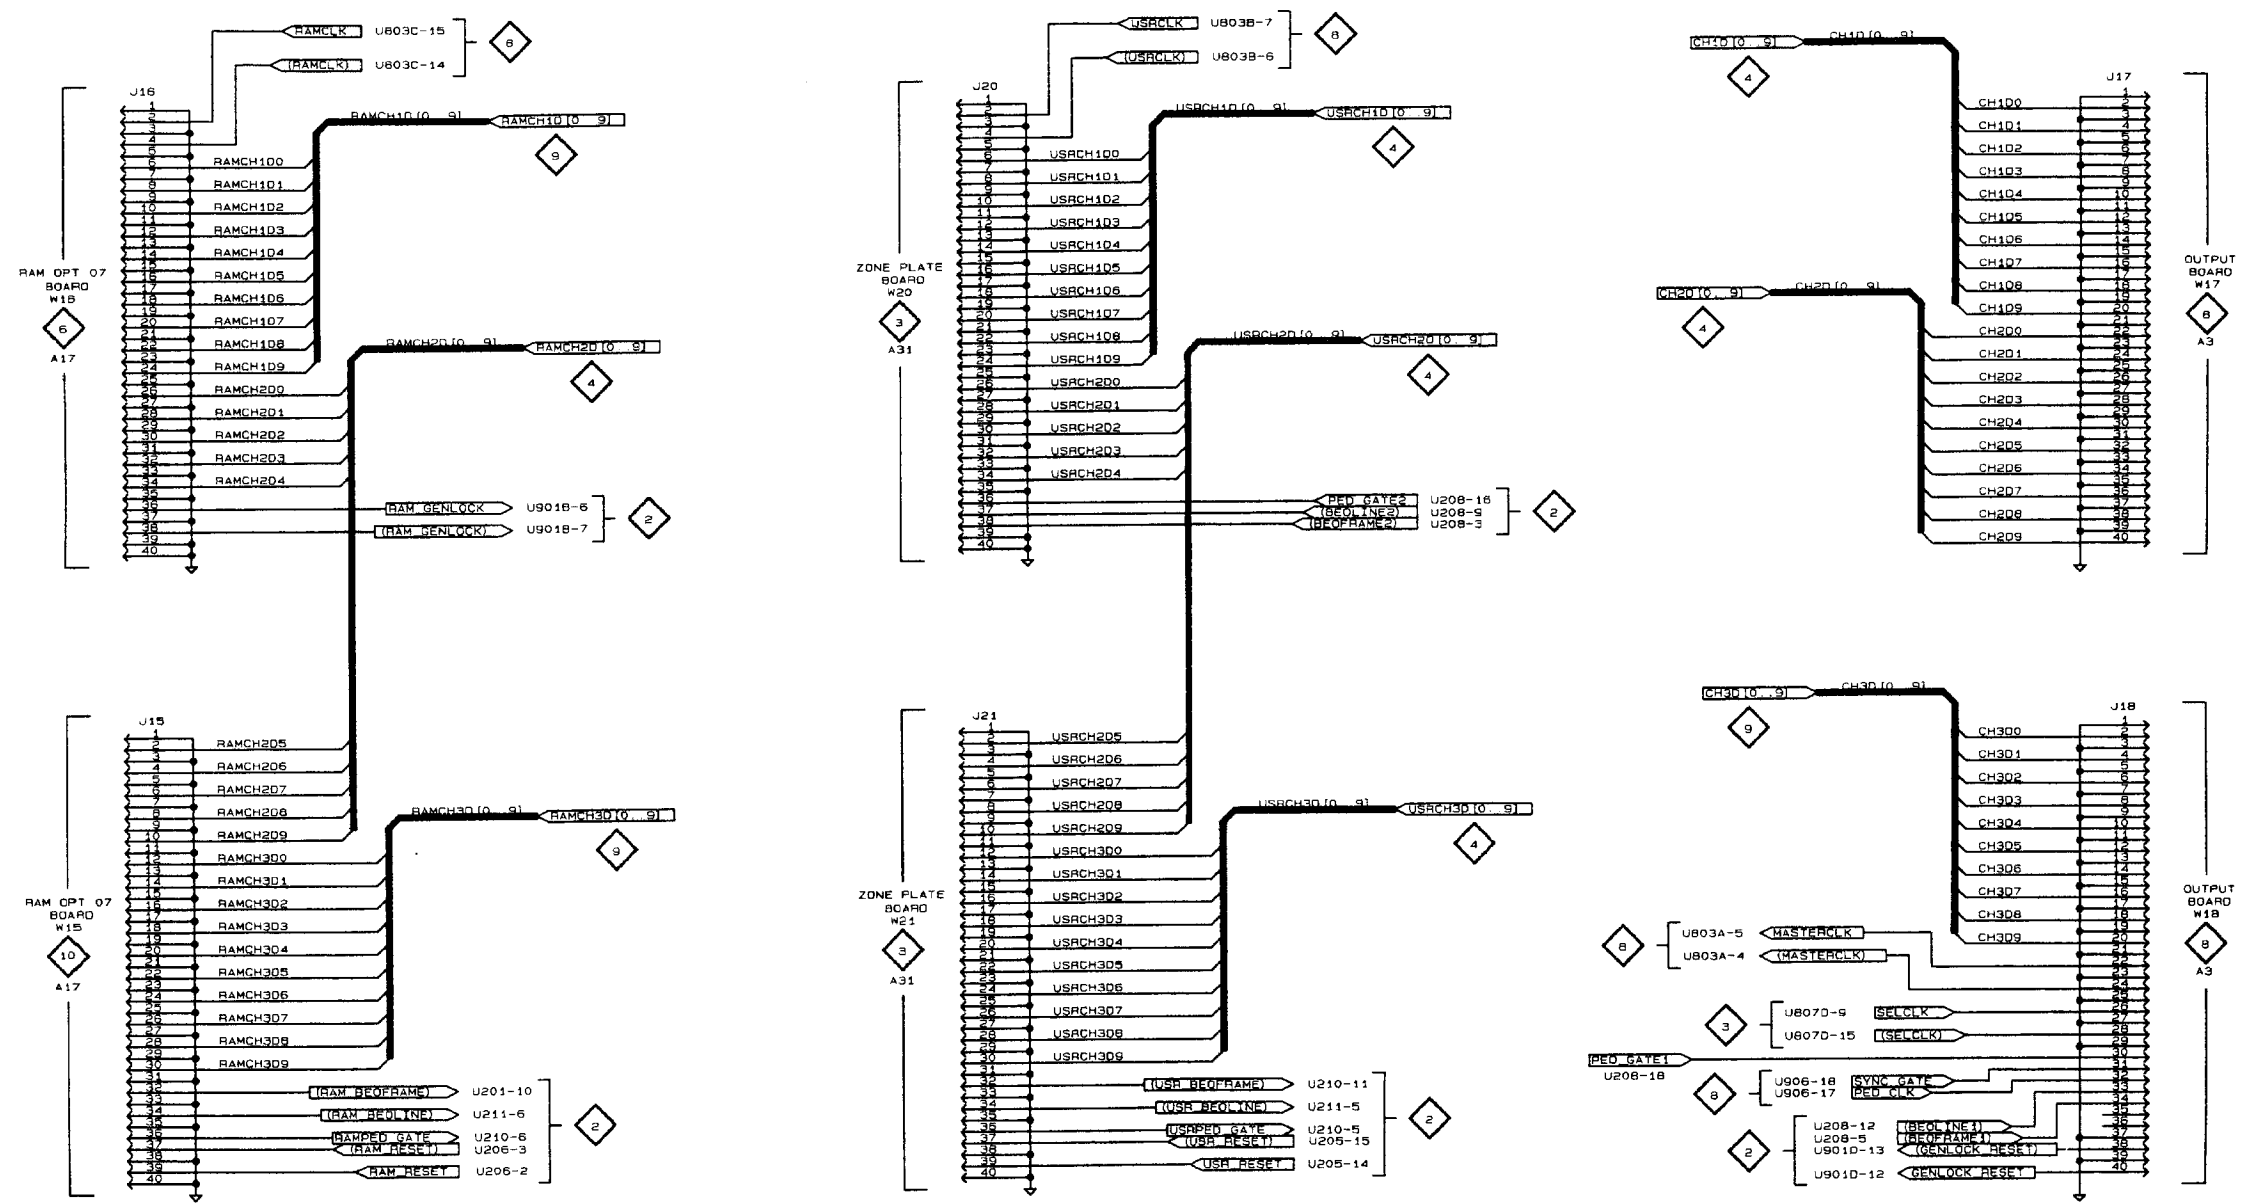 RAMCLK U803C-15
(RAMCLK) U803C-14
8
J16
RAMCH1D[0..9] RAMCH1D[0..9]
9
RAMCH1D0
RAMCH1D1
RAMCH1D2
RAMCH1D3
RAMCH1D4
RAMCH1D5
RAMCH1D6
RAMCH1D7
RAMCH1D8
RAMCH1D9
RAM OPT 07
BOARD
W16
6
A17
RAMCH2D[0..9] RAMCH2D[0..9]
4
RAMCH2D0
RAMCH2D1
RAMCH2D2
RAMCH2D3
RAMCH2D4
RAM GENLOCK U901B-6
(RAM GENLOCK) U901B-7
2
J15
RAMCH2D5
RAMCH2D6
RAMCH2D7
RAMCH2D8
RAMCH2D9
RAMCH3D[0..9] RAMCH3D[0..9]
9
RAMCH3D0
RAMCH3D1
RAMCH3D2
RAMCH3D3
RAMCH3D4
RAMCH3D5
RAMCH3D6
RAMCH3D7
RAMCH3D8
RAMCH3D9
RAM OPT 07
BOARD
W15
10
A17
(RAM BEOFRAME) U201-10
(RAM BEOLINE) U211-6
RAMPED GATE U210-6
(RAM RESET) U206-3
RAM RESET U206-2
2
USRCLK U803B-7
(USRCLK) U803B-6
8
J20
USRCH1D[0..9] USRCH1D[0..9]
4
USRCH1D0
USRCH1D1
USRCH1D2
USRCH1D3
USRCH1D4
USRCH1D5
USRCH1D6
USRCH1D7
USRCH1D8
USRCH1D9
ZONE PLATE
BOARD
W20
3
A31
USRCH2D[0..9] USRCH2D[0..9]
4
USRCH2D0
USRCH2D1
USRCH2D2
USRCH2D3
USRCH2D4
PED GATE2 U208-16
(BEOLINE2) U208-9
(BEOFRAME2) U208-3
2
J21
USRCH2D5
USRCH2D6
USRCH2D7
USRCH2D8
USRCH2D9
USRCH3D[0..9] USRCH3D[0..9]
4
USRCH3D0
USRCH3D1
USRCH3D2
USRCH3D3
USRCH3D4
USRCH3D5
USRCH3D6
USRCH3D7
USRCH3D8
USRCH3D9
ZONE PLATE
BOARD
W21
3
A31
(USR BEOFRAME) U210-11
(USR BEOLINE) U211-5
USRPED GATE U210-5
(USR RESET) U205-15
USR RESET U205-14
2
CH1D[0..9] CH1D[0..9]
4
J17
CH1D0
CH1D1
CH1D2
CH1D3
CH1D4
CH1D5
CH1D6
CH1D7
CH1D8
CH1D9
CH2D[0..9] CH2D[0..9]
4
CH2D0
CH2D1
CH2D2
CH2D3
CH2D4
CH2D5
CH2D6
CH2D7
CH2D8
CH2D9
OUTPUT
BOARD
W17
8
A3
CH3D[0..9] CH3D[0..9]
9
J18
CH3D0
CH3D1
CH3D2
CH3D3
CH3D4
CH3D5
CH3D6
CH3D7
CH3D8
CH3D9
OUTPUT
BOARD
W18
8
A3
8
U803A-5 MASTERCLK
U803A-4 (MASTERCLK)
3
U807D-9 SELCLK
U807D-15 (SELCLK)
PED GATE1
U208-18
8
U906-18 SYNC GATE
U906-17 PED CLK
2
U208-12 (BEOLINE1)
U208-5 (BEOFRAME1)
U901D-13 (GENLOCK RESET)
U901D-12 GENLOCK RESET